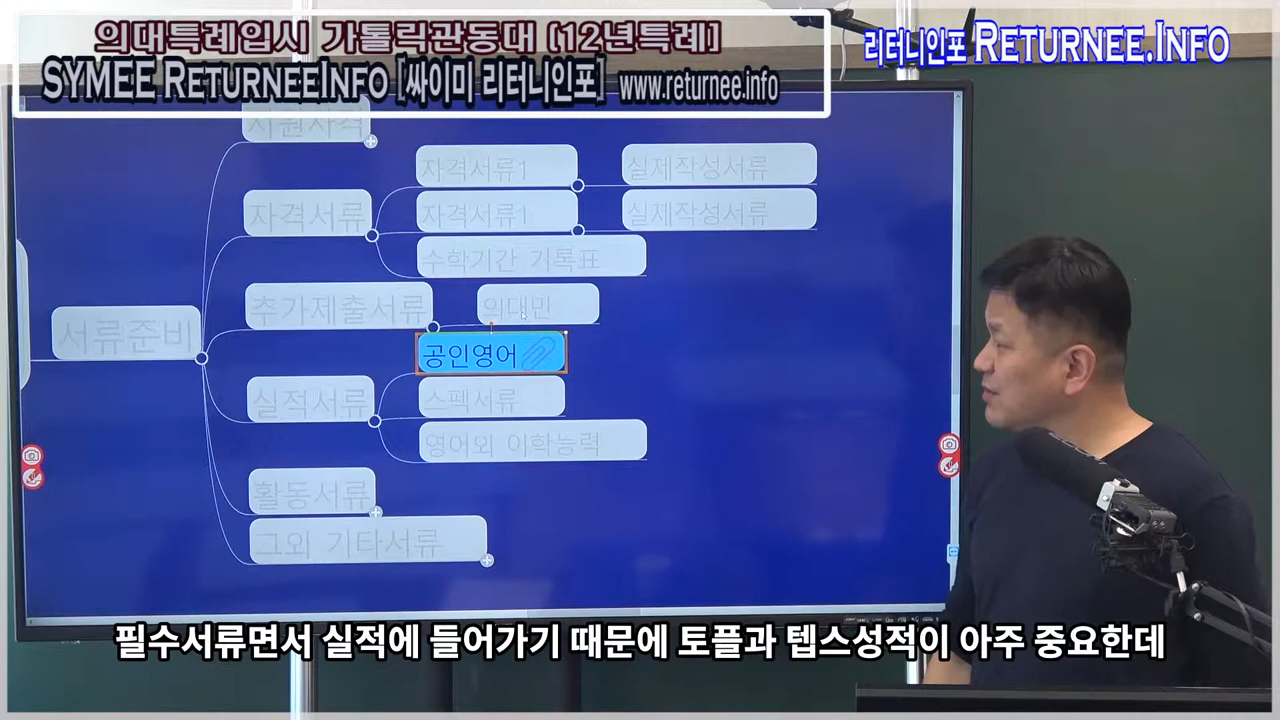 의대특례입시 가톨릭관동대 [12년특례]
SYMEE RETURNEEINFO [싸이미 리터니인포] www.returnee.info
리터니인포 RETURNEE.INFO
지원자격
자격서류1
실제작성서류
자격서류
자격서류1
실제작성서류
수학기간 기록표
추가제출서류
의대민
서류준비
공인영어
실적서류
스펙서류
영어외 이학능력
활동서류
그외 기타서류
필수서류면서 실적에 들어가기 때문에 토플과 텝스성적이 아주 중요한데